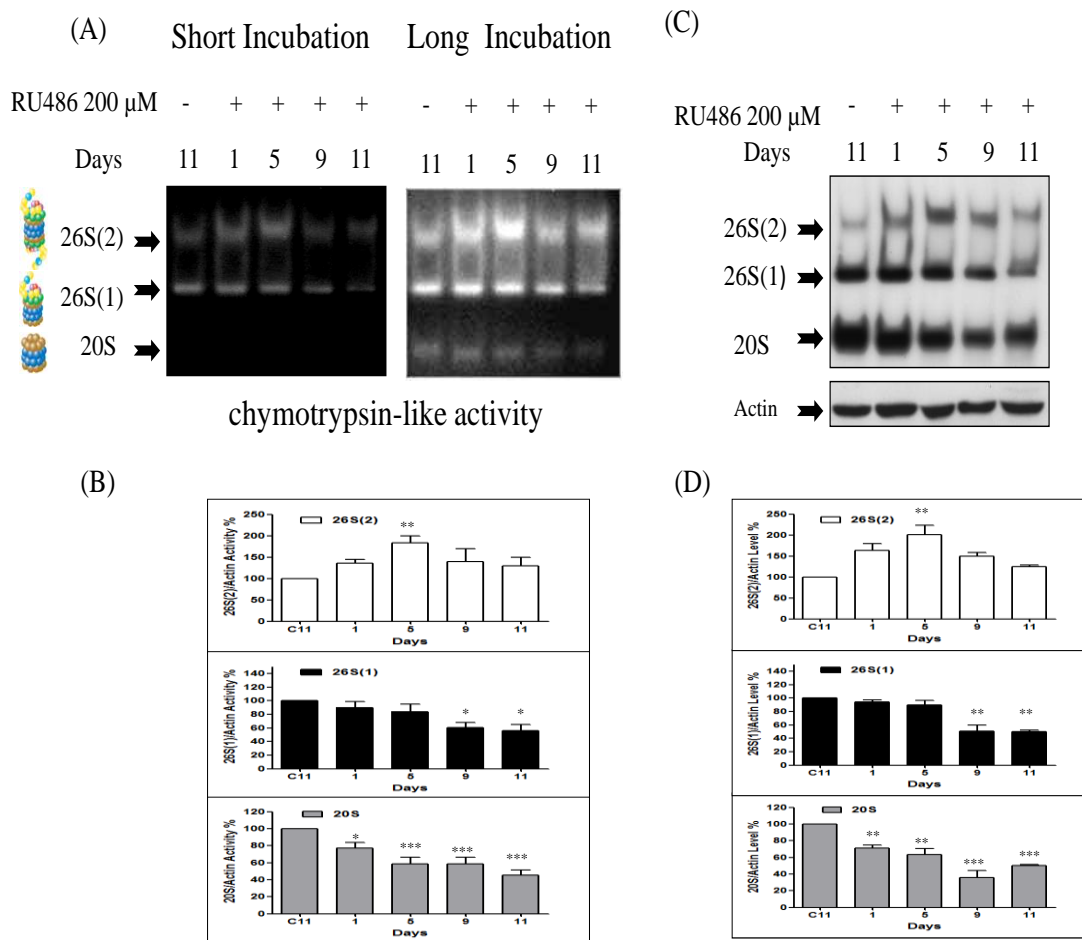 (A)
Short Incubation
Long Incubation
RU486 200 µM
- + + + +
- + + + +
Days
11 1 5 9 11
11 1 5 9 11
26S(2)
26S(1)
20S
chymotrypsin-like activity
(C)
- + + + +
RU486 200 µM
Days
11 1 5 9 11
26S(2)
26S(1)
20S
Actin
(B)
26S(2)/Actin Activity %
250
200
150
100
50
0
26S(2)
**
C11 1 5 9 11
Days
26S(1)/Actin Activity %
140
120
100
80
60
40
20
0
26S(1)
* *
C11 1 5 9 11
Days
20S/Actin Activity %
120
100
80
60
40
20
0
20S
* *** *** ***
C11 1 5 9 11
Days
(D)
26S(2)/Actin Level %
250
200
150
100
50
0
26S(2)
**
C11 1 5 9 11
Days
26S(1)/Actin Level %
140
120
100
80
60
40
20
0
26S(1)
** **
C11 1 5 9 11
Days
20S/Actin Level %
120
100
80
60
40
20
0
20S
** ** *** ***
C11 1 5 9 11
Days